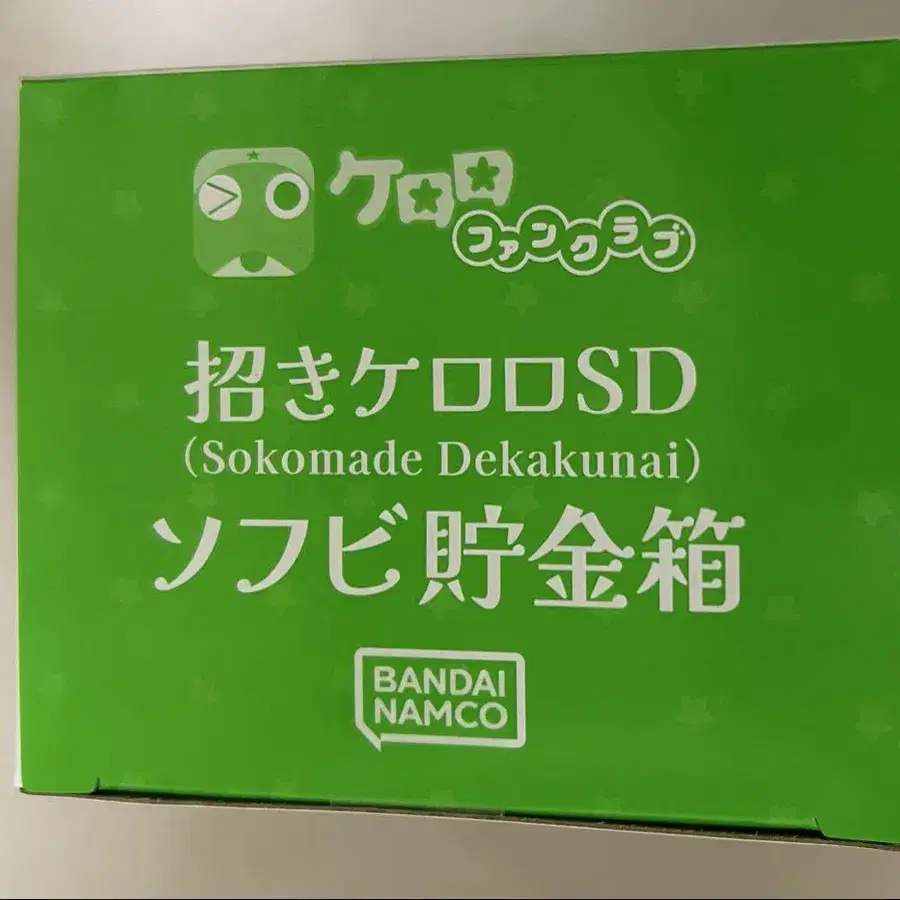 ケロロ
ファンクラブ
招きケロロSD
(Sokomade Dekakunai)
ソフビ貯金箱
BANDAI
NAMCO